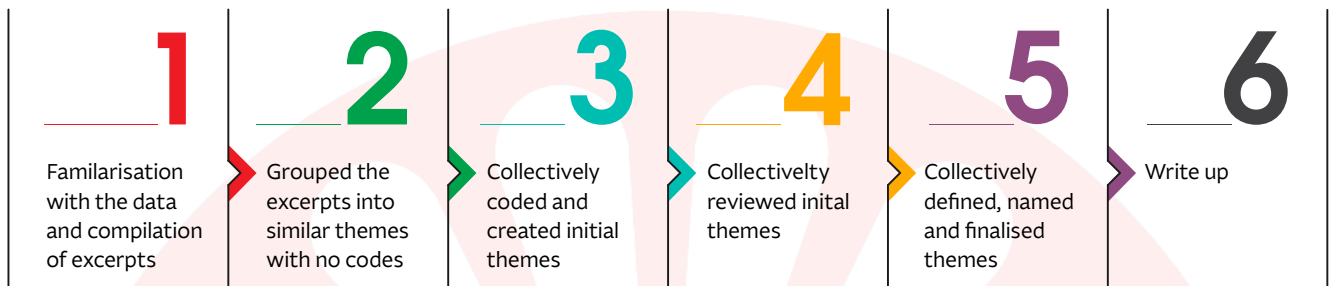 1
Familarisation
with the data
and compilation
of excerpts
2
Grouped the
excerpts into
similar themes
with no codes
3
Collectively
coded and
created initial
themes
4
Collectivelty
reviewed inital
themes
5
Collectively
defined, named
and finalised
themes
6
Write up